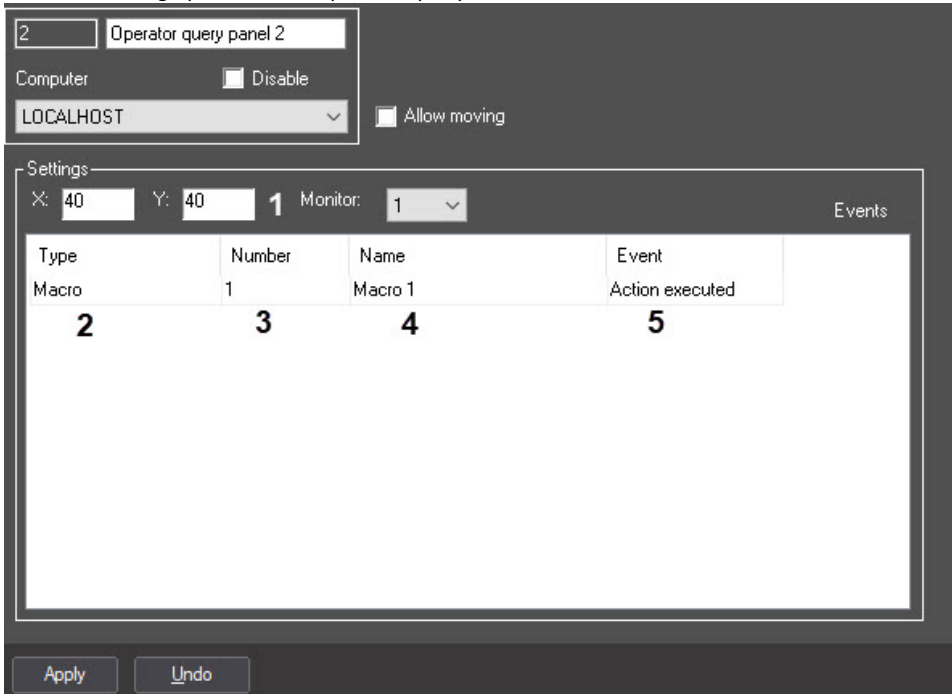 2 Operator query panel 2
Computer Disable
LOCALHOST Allow moving
Settings
X: 40 Y: 40 1 Monitor: 1
Events
Type Number Name Event
Macro 1 Macro 1 Action executed
2 3 4 5
Apply Undo